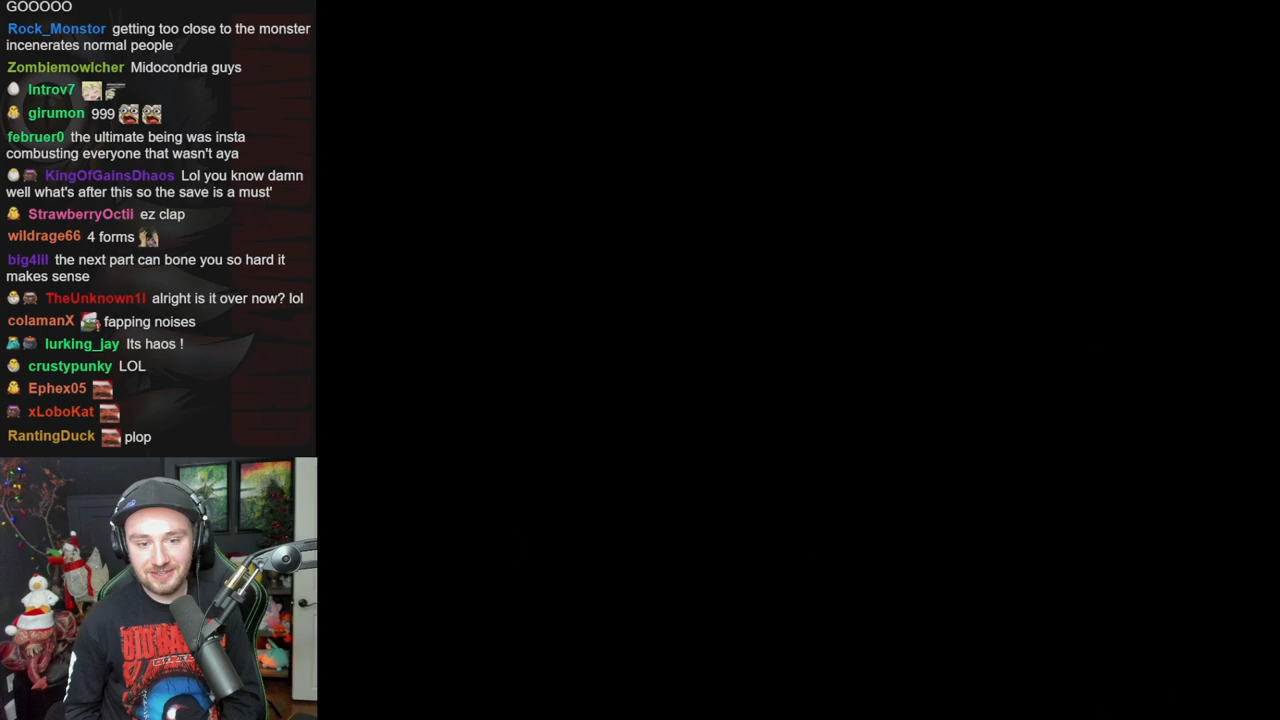 GOOOOO
Rock_Monstor getting too close to the monster
incenerates normal people
Zombiemowlcher Midocondria guys
Introv7
girumon 999
februer0 the ultimate being was insta
combusting everyone that wasn't aya
KingOfGainsDhaos Lol you know damn
well what's after this so the save is a must'
StrawberryOctii ez clap
wildrage66 4 forms
big4lll the next part can bone you so hard it
makes sense
TheUnknown1l alright is it over now? lol
colamanX fapping noises
lurking_jay Its haos !
crustypunky LOL
Ephex05
xLoboKat
RantingDuck plop